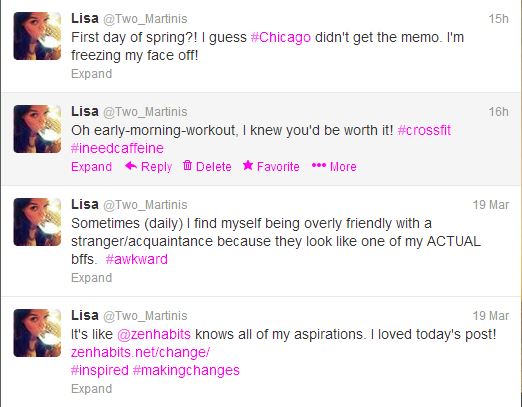 Lisa @Two_Martinis 15h
First day of spring?! I guess #Chicago didn't get the memo. I'm
freezing my face off!
Expand
Lisa @Two_Martinis 16h
Oh early-morning-workout, I knew you'd be worth it! #crossfit
#ineedcaffeine
Expand Reply Delete Favorite More
Lisa @Two_Martinis 19 Mar
Sometimes (daily) I find myself being overly friendly with a
stranger/acquaintance because they look like one of my ACTUAL
bffs. #awkward
Expand
Lisa @Two_Martinis 19 Mar
It's like @zenhabits knows all of my aspirations. I loved today's post!
zenhabits.net/change/
#inspired #makingchanges
Expand